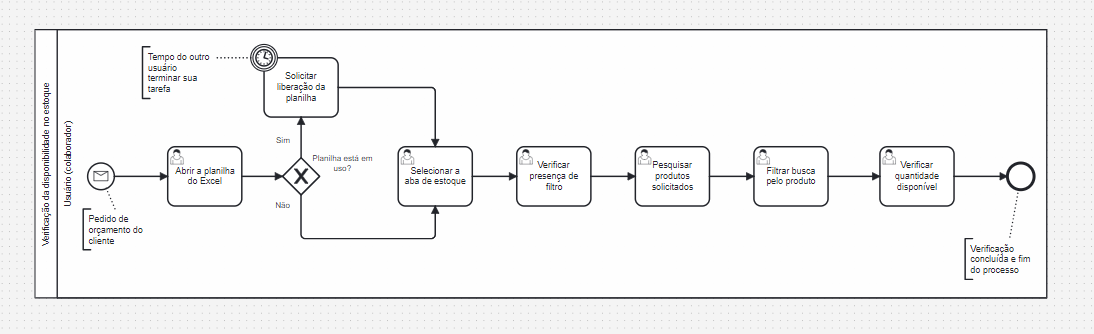 Verificação da disponiblidade no estoque
Usuário (colaborador)
Tempo do outro
usuário
terminar sua
tarefa
Solicitar
liberação da
planilha
Sim
Planilha está em
uso?
Não
Pedido de
orçamento do
cliente
Abrir a planilha
do Excel
Selecionar a
aba de estoque
Verificar
presença de
filtro
Pesquisar
produtos
solicitados
Filtrar busca
pelo produto
Verificar
quantidade
disponível
Verificação
concluída e fim
do processo